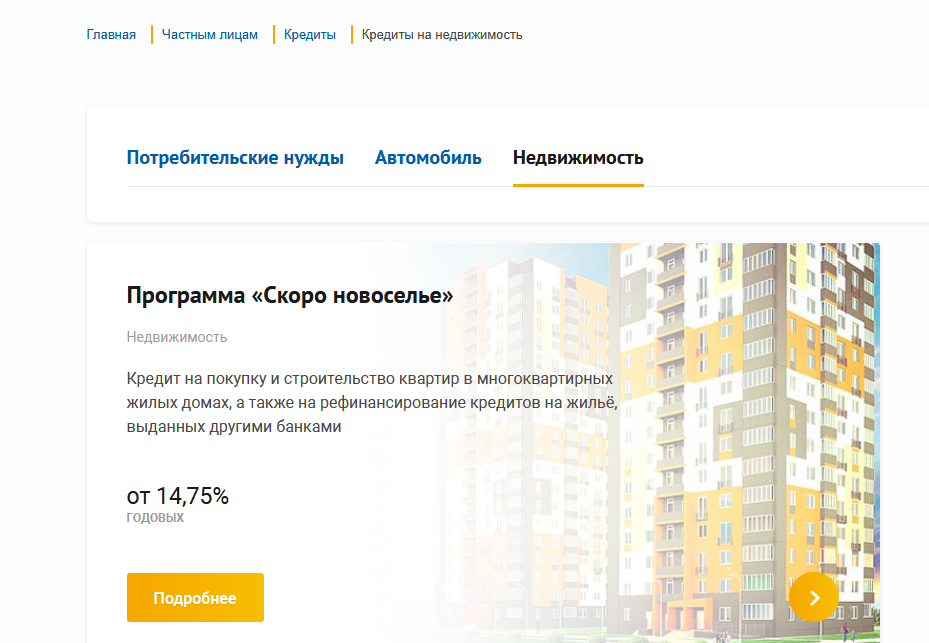 Главная Частным лицам Кредиты Кредиты на недвижимость
Потребительские нужды Автомобиль Недвижимость
Программа «Скоро новоселье»
Недвижимость
Кредит на покупку и строительство квартир в многоквартирных
жилых домах, а также на рефинансирование кредитов на жильё,
выданных другими банками
от 14,75%
годовых
Подробнее